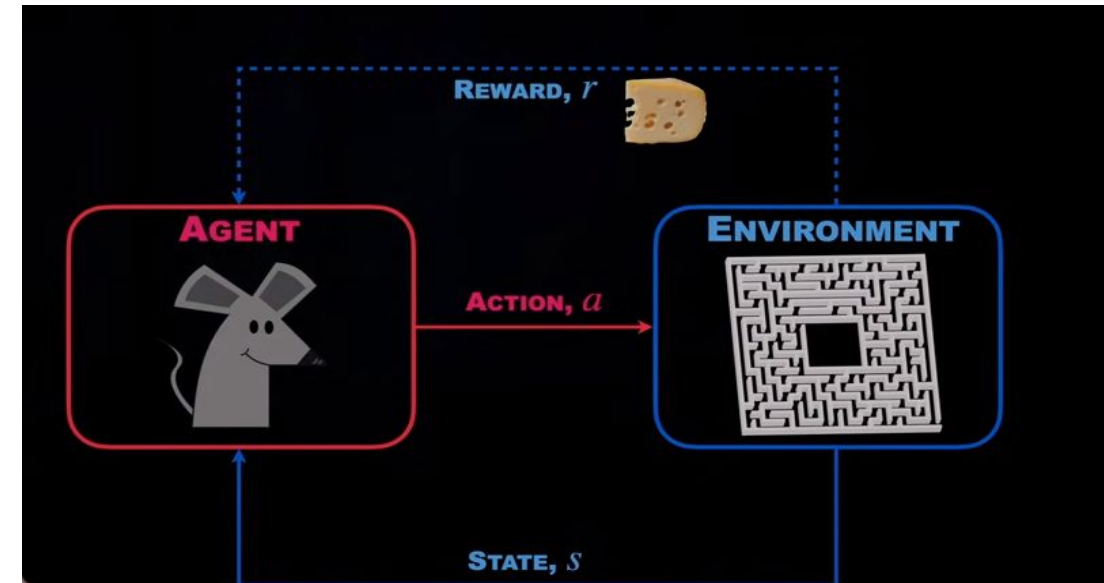 REWARD, r
AGENT
ENVIRONMENT
ACTION, a
STATE, s